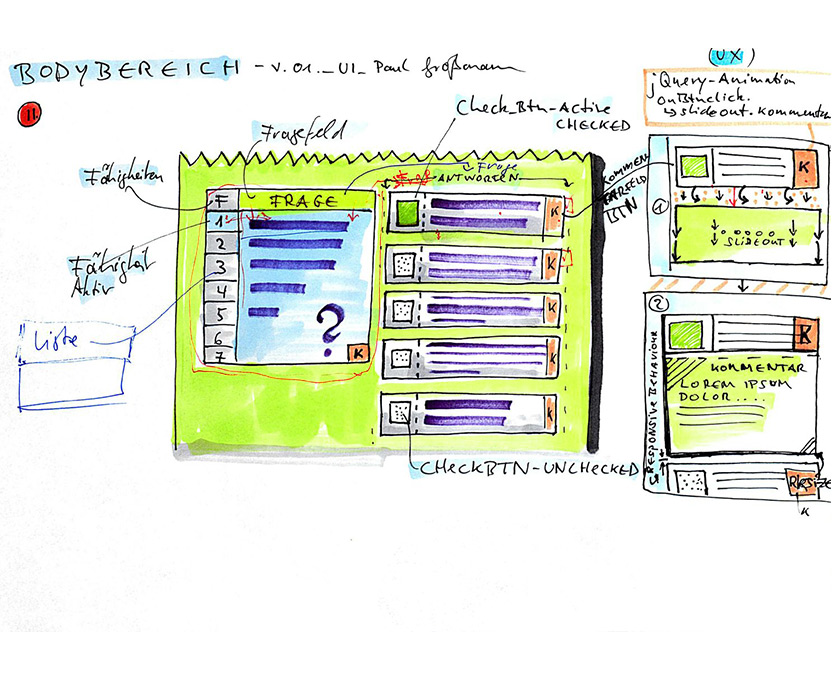 BODYBEREICH - v. 01._UI_ Paul Großmann
11.
Fragefeld
Check_Btn-Active
CHECKED
Fähigkeiten
Fähigkeit
Aktiv
Liste
F
FRAGE
1
2
3
4
5
6
7
?
K
ANTWORTEN
K
K
K
K
K
BTN
CHECKBTN-UNCHECKED
(UX)
jQuery-Animation
onBtnclick.
↳ slideout.Kommentar
K
1
SLIDEOUT
2
K
KOMMENTAR
LOREM IPSUM
DOLOR....
RESPONSIVE BEHAVIOUR
RESIZE
K